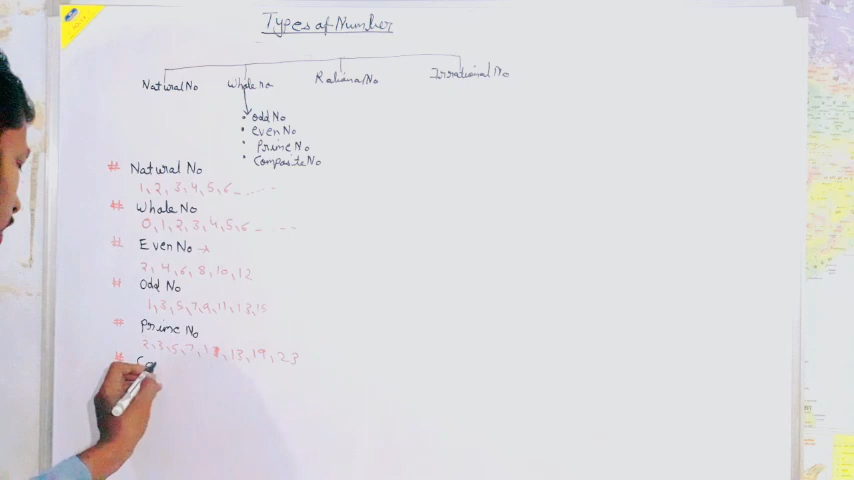 Types of Number
Natural No Whole no Rational No Irrational No
• odd No
• even No
• Prime No
• Composite No
# Natural No
1, 2, 3, 4, 5, 6 _ . . . . .
# Whole No
0, 1, 2, 3, 4, 5, 6 _ . . . .
# Even No →
2, 4, 6, 8, 10, 12
# Odd No
1, 3, 5, 7, 9, 11, 13, 15
# Prime No
2, 3, 5, 7, 11, 13, 19, 23
# Co